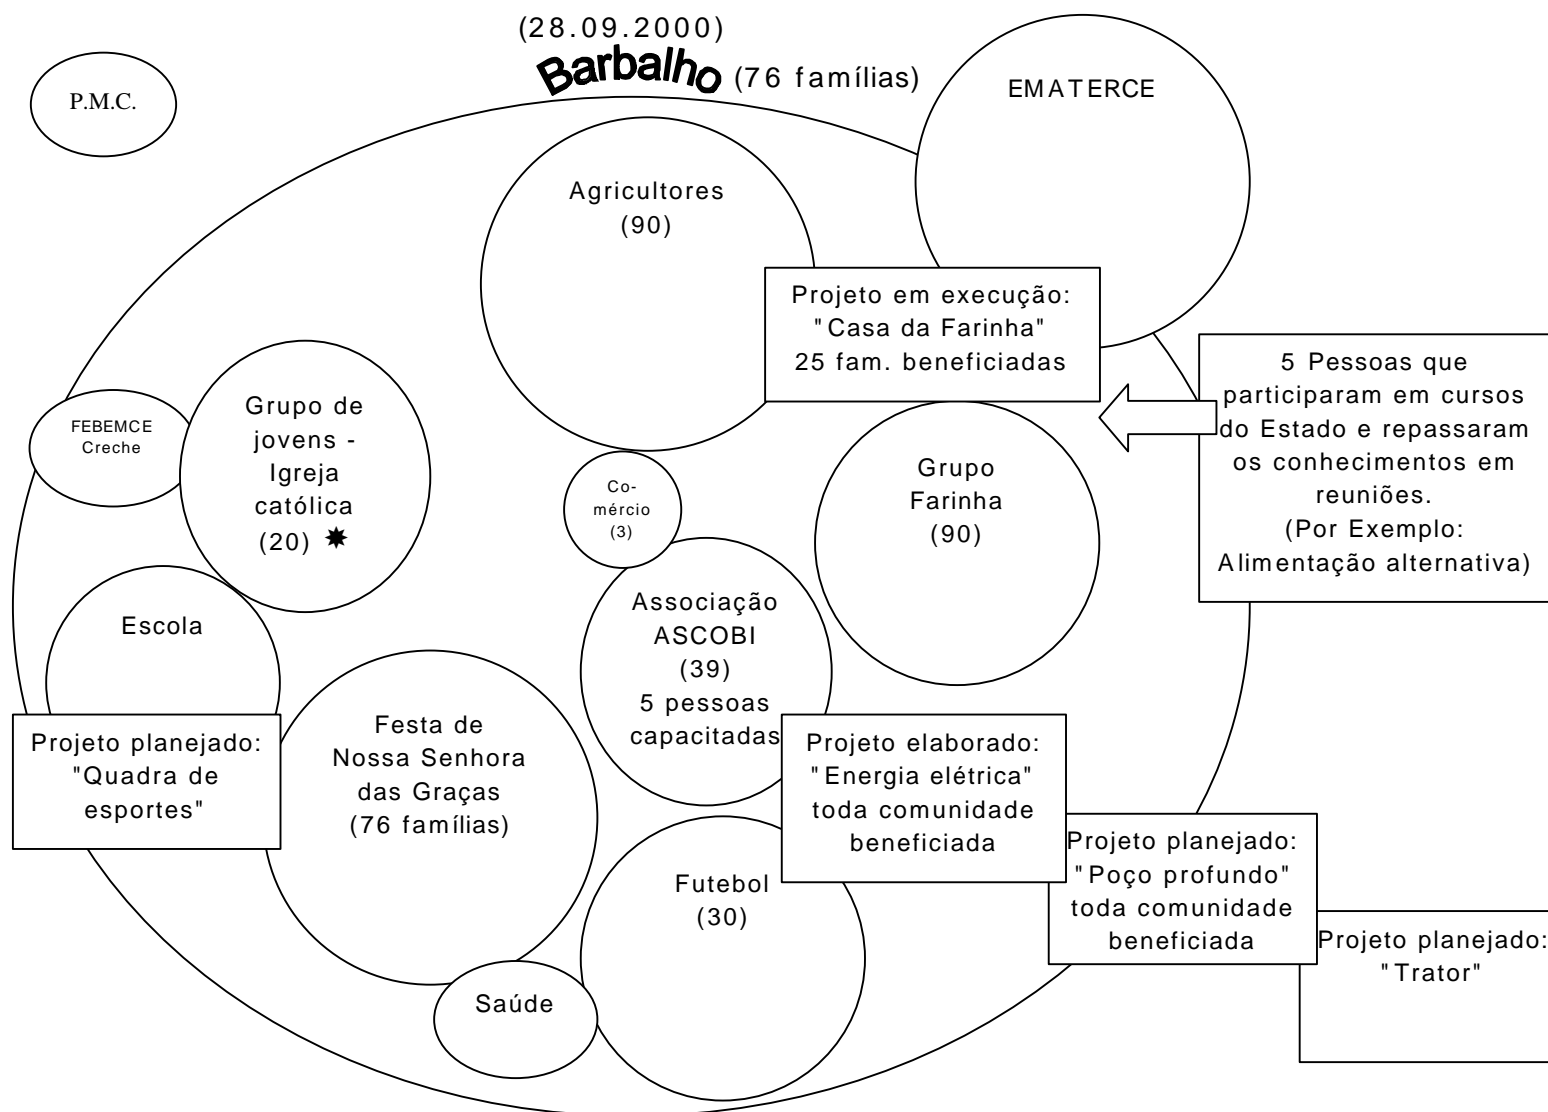 (28.09.2000)
Barbalho (76 famílias)
P.M.C.
EMATERCE
Agricultores
(90)
Projeto em execução:
"Casa da Farinha"
25 fam. beneficiadas
5 Pessoas que
participaram em cursos
do Estado e repassaram
os conhecimentos em
reuniões.
(Por Exemplo:
Alimentação alternativa)
FEBEMCE
Creche
Grupo de
jovens -
Igreja
católica
(20)
Co-
mércio
(3)
Grupo
Farinha
(90)
Escola
Associação
ASCOBI
(39)
5 pessoas
capacitadas
Projeto planejado:
"Quadra de
esportes"
Festa de
Nossa Senhora
das Graças
(76 famílias)
Projeto elaborado:
"Energia elétrica"
toda comunidade
beneficiada
Futebol
(30)
Projeto planejado:
"Poço profundo"
toda comunidade
beneficiada
Projeto planejado:
"Trator"
Saúde